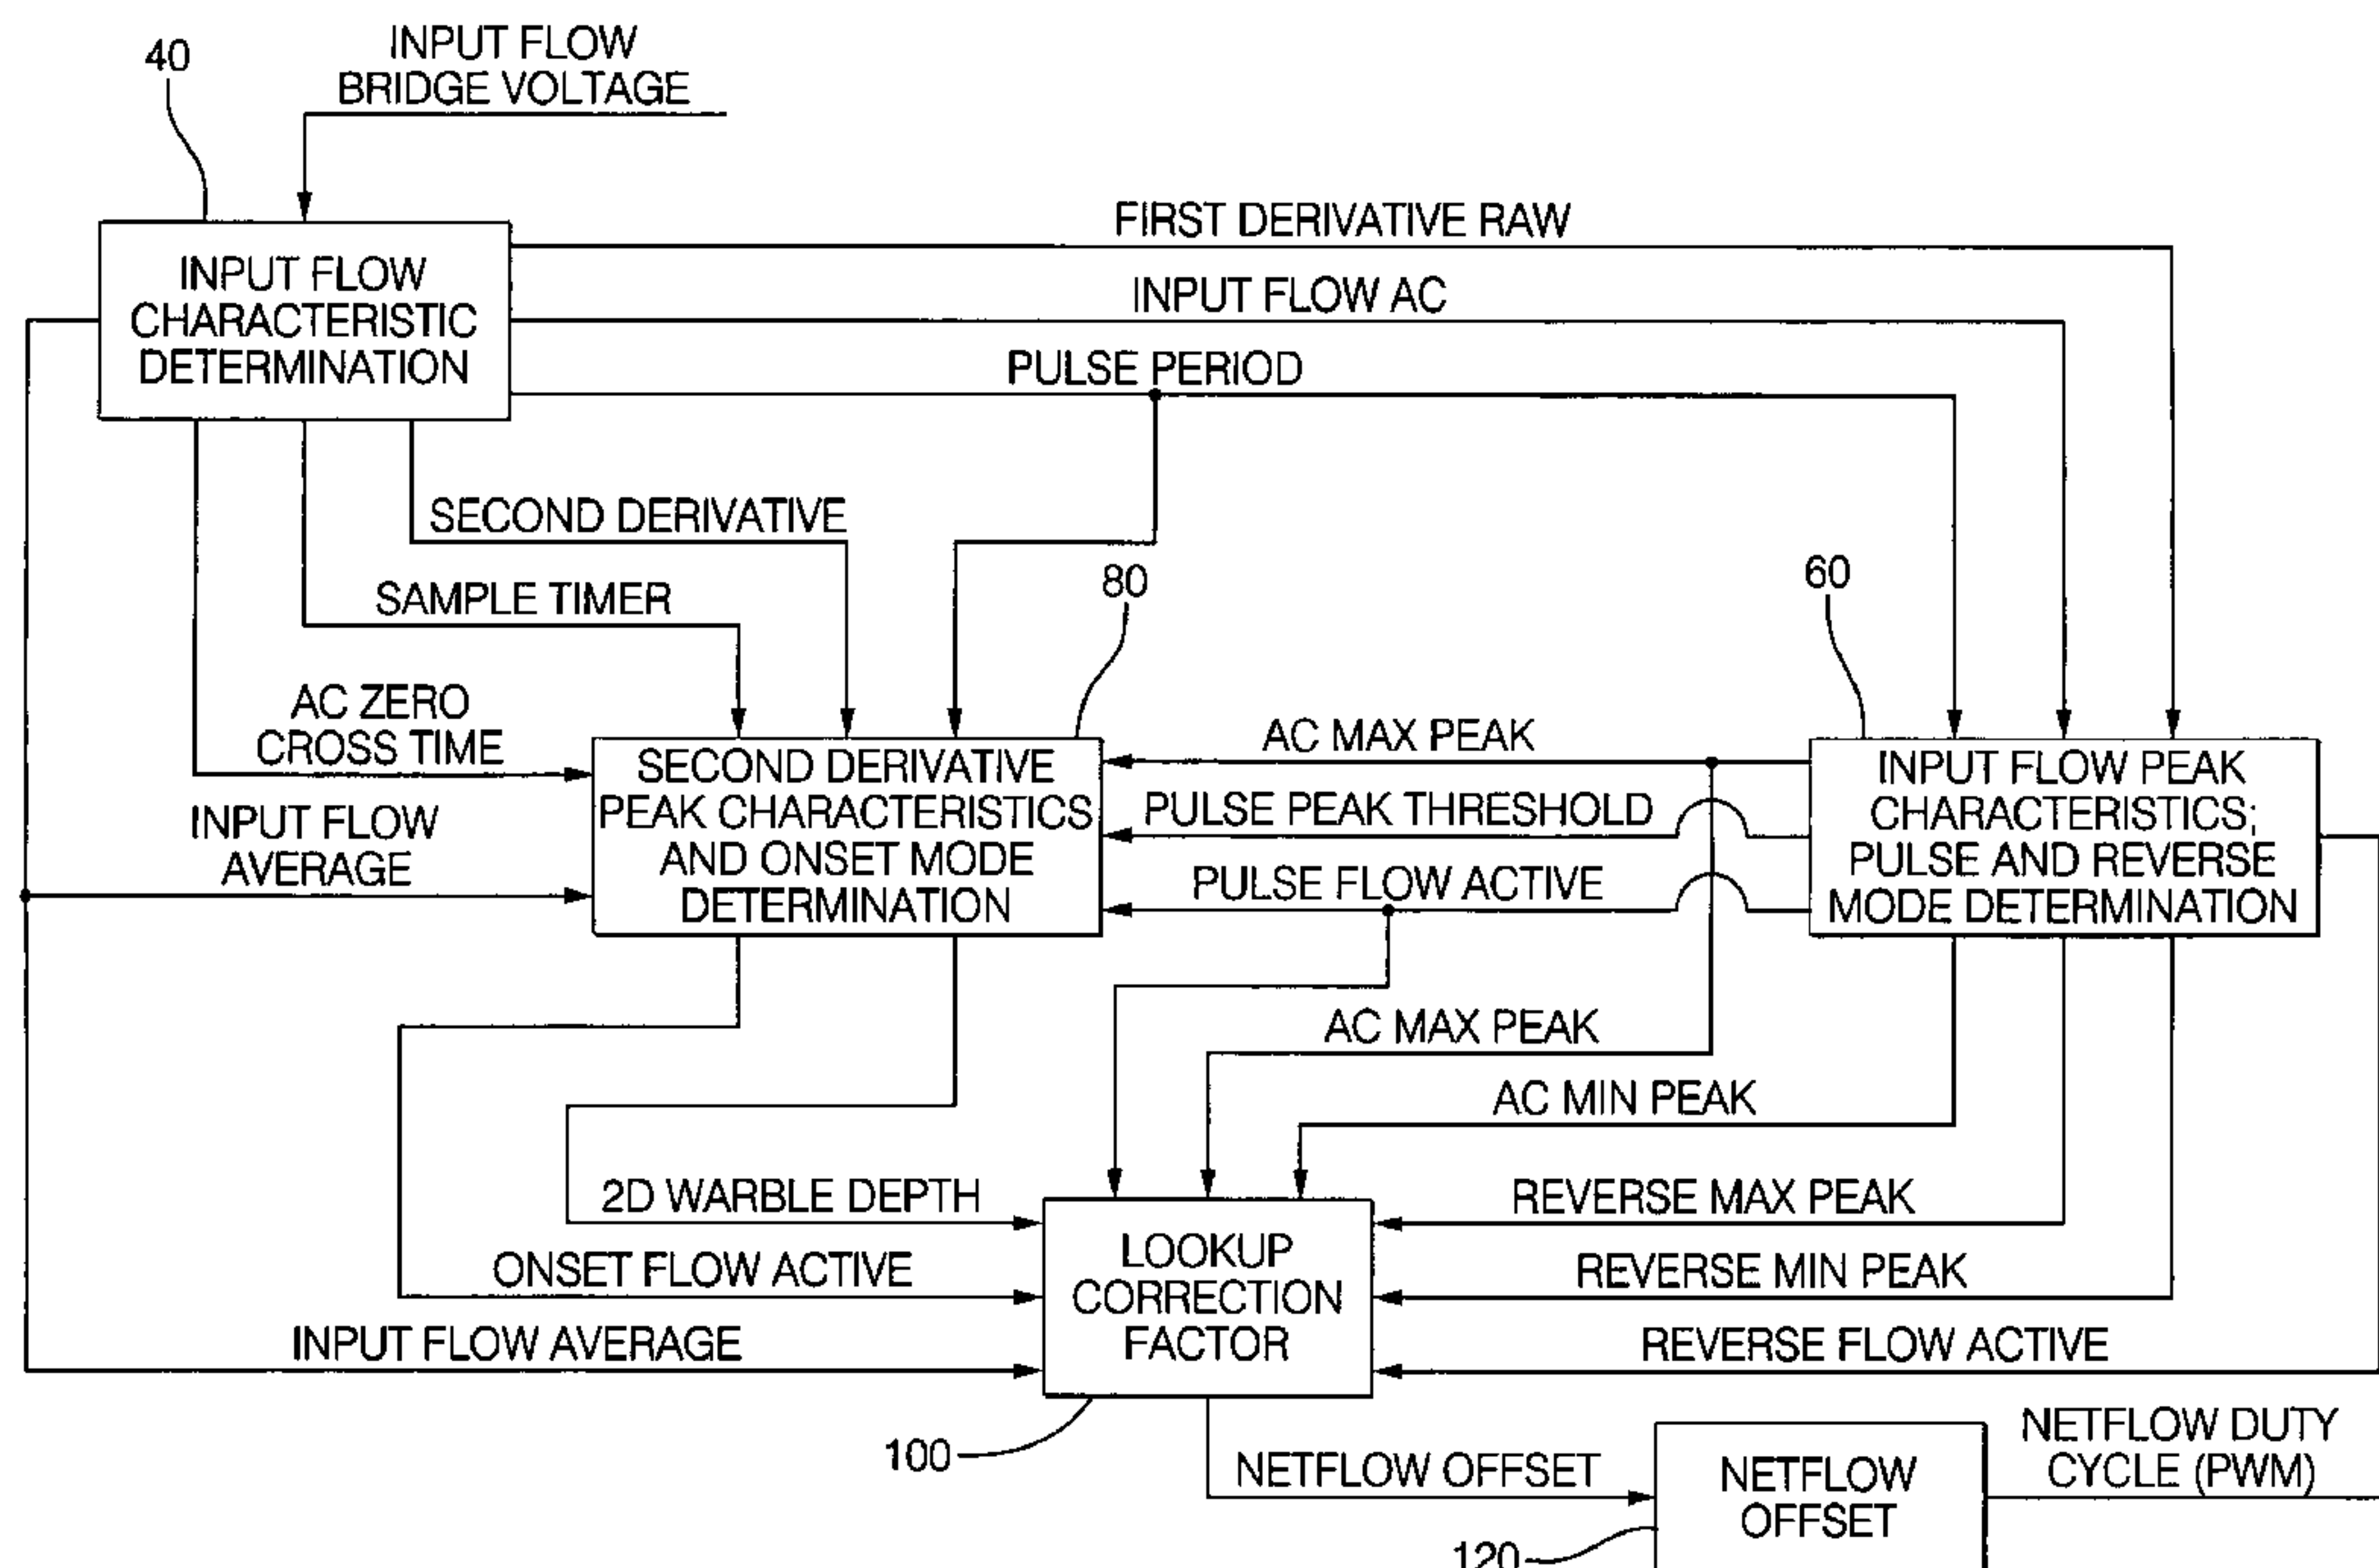 40
INPUT FLOW
BRIDGE VOLTAGE
INPUT FLOW
CHARACTERISTIC
DETERMINATION
FIRST DERIVATIVE RAW
INPUT FLOW AC
PULSE PERIOD
SECOND DERIVATIVE
SAMPLE TIMER
80
60
AC ZERO
CROSS TIME
INPUT FLOW
AVERAGE
SECOND DERIVATIVE
PEAK CHARACTERISTICS
AND ONSET MODE
DETERMINATION
AC MAX PEAK
PULSE PEAK THRESHOLD
PULSE FLOW ACTIVE
INPUT FLOW PEAK
CHARACTERISTICS;
PULSE AND REVERSE
MODE DETERMINATION
AC MAX PEAK
AC MIN PEAK
2D WARBLE DEPTH
ONSET FLOW ACTIVE
INPUT FLOW AVERAGE
LOOKUP
CORRECTION
FACTOR
REVERSE MAX PEAK
REVERSE MIN PEAK
REVERSE FLOW ACTIVE
100
NETFLOW OFFSET
NETFLOW
OFFSET
NETFLOW DUTY
CYCLE (PWM)
120